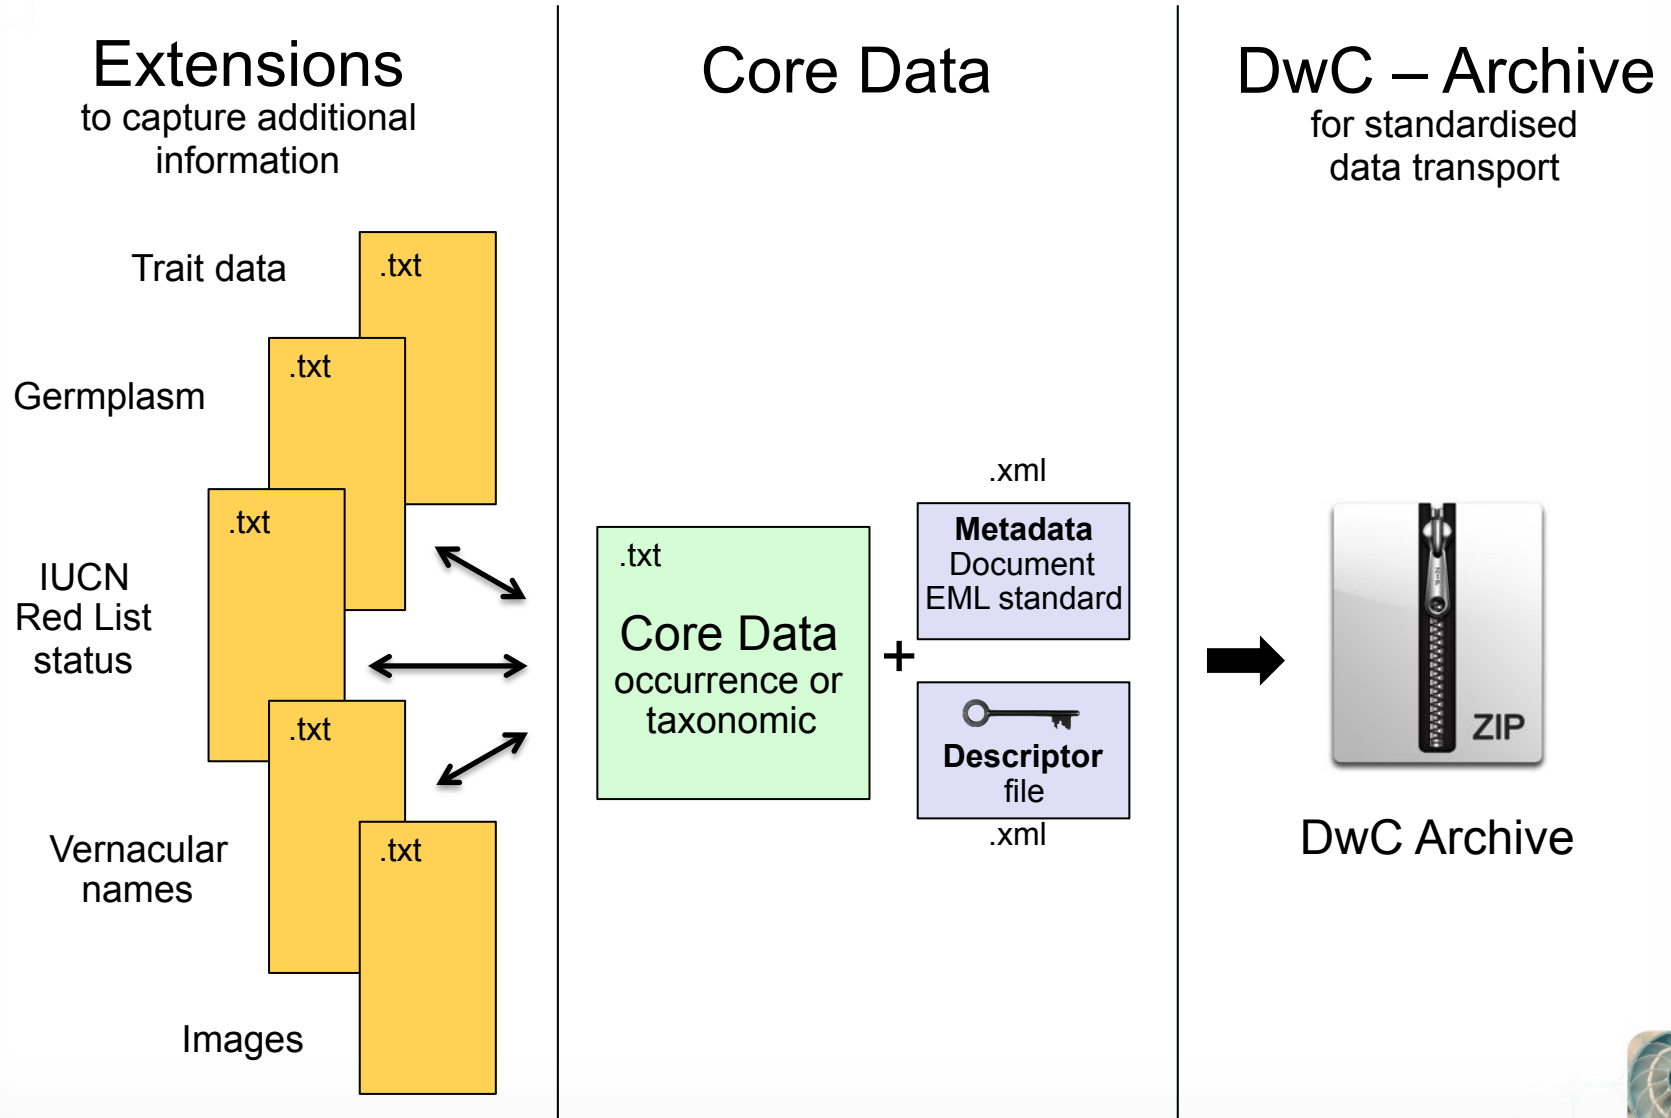 Extensions
to capture additional
information
Trait data
.txt
.txt
Germplasm
.txt
IUCN
Red List
status
.txt
Vernacular
names
.txt
Images
Core Data
.txt
Core Data
occurrence or
taxonomic
+
.xml
Metadata
Document
EML standard
Descriptor
file
.xml
DwC – Archive
for standardised
data transport
ZIP
DwC Archive